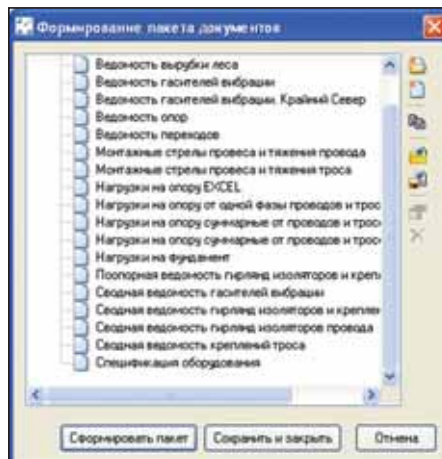 Формирование пакета документов
Ведомость вырубки леса
Ведомость гасителей вибрации
Ведомость гасителей вибрации. Крайний Север
Ведомость опор
Ведомость переходов
Монтажные стрелы провеса и тяжения провода
Монтажные стрелы провеса и тяжения троса
Нагрузки на опору EXCEL
Нагрузки на опору от одной фазы проводов и трос
Нагрузки на опору суммарные от проводов и трос
Нагрузки на опору суммарные от проводов и трос
Нагрузки на фундамент
Поопорная ведомость гирлянд изоляторов и креп
Сводная ведомость гасителей вибрации
Сводная ведомость гирлянд изоляторов и креплен
Сводная ведомость гирлянд изоляторов провода
Сводная ведомость креплений троса
Спецификация оборудования
Сформировать пакет Сохранить и закрыть Отмена